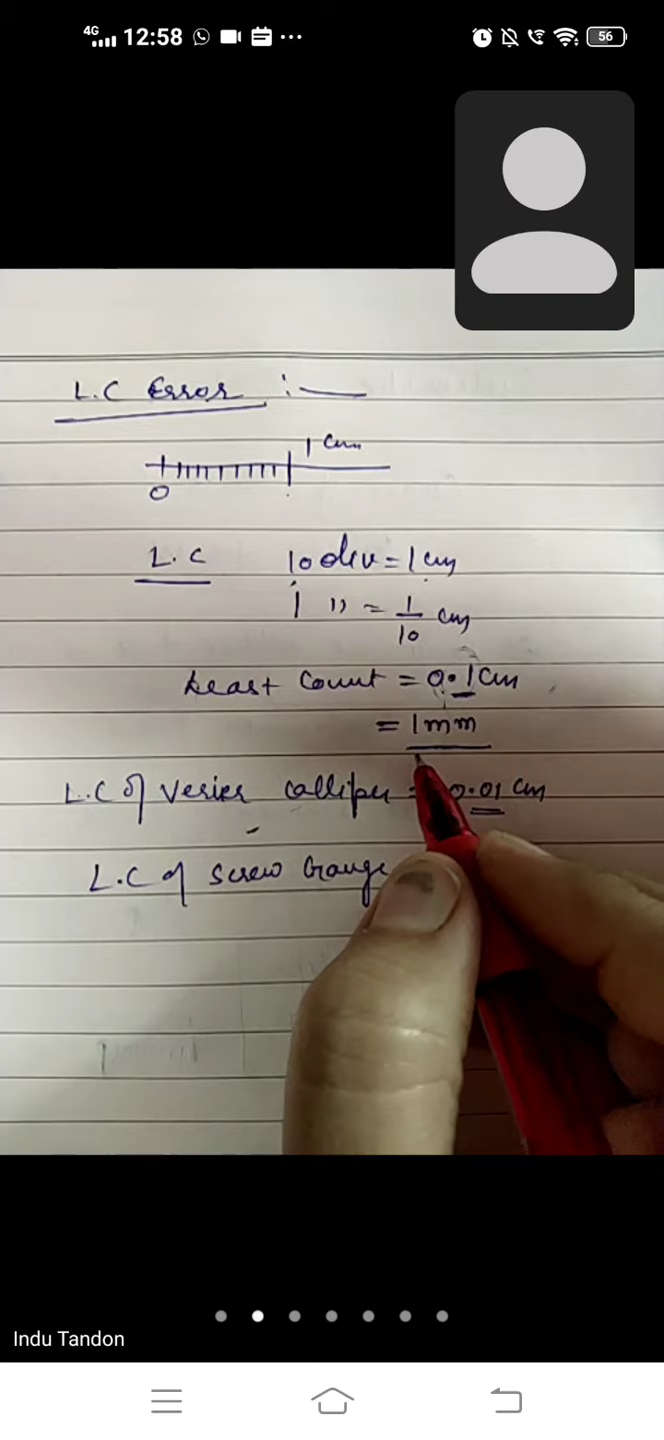 4G 12:58 ... 56
L.C Error :—
1 Cm
0
L.C 10 div = 1 cm
1 " = 1/10 cm
Least Count = 0.1 Cm
= 1mm
L.C of Venier calliper = 0.01 cm
L.C of Screw Gauge
Indu Tandon